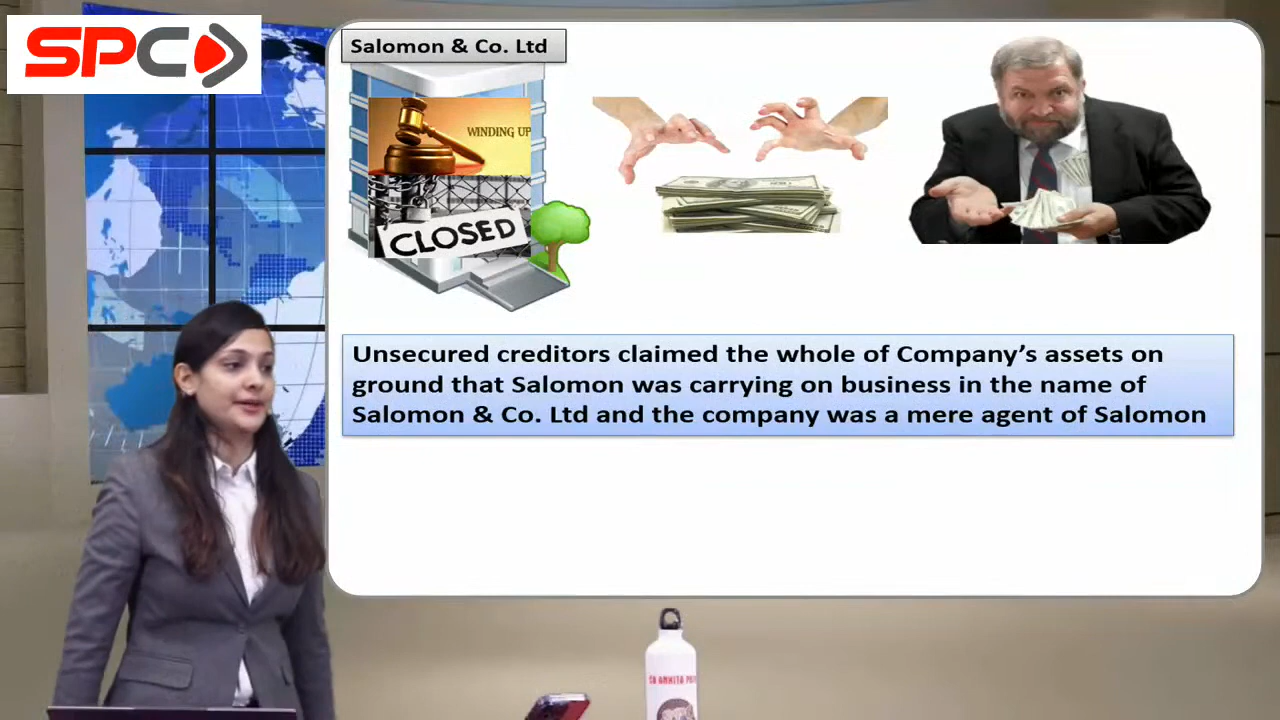 SPC
Salomon & Co. Ltd
WINDING UP
CLOSED
Unsecured creditors claimed the whole of Company’s assets on
ground that Salomon was carrying on business in the name of
Salomon & Co. Ltd and the company was a mere agent of Salomon